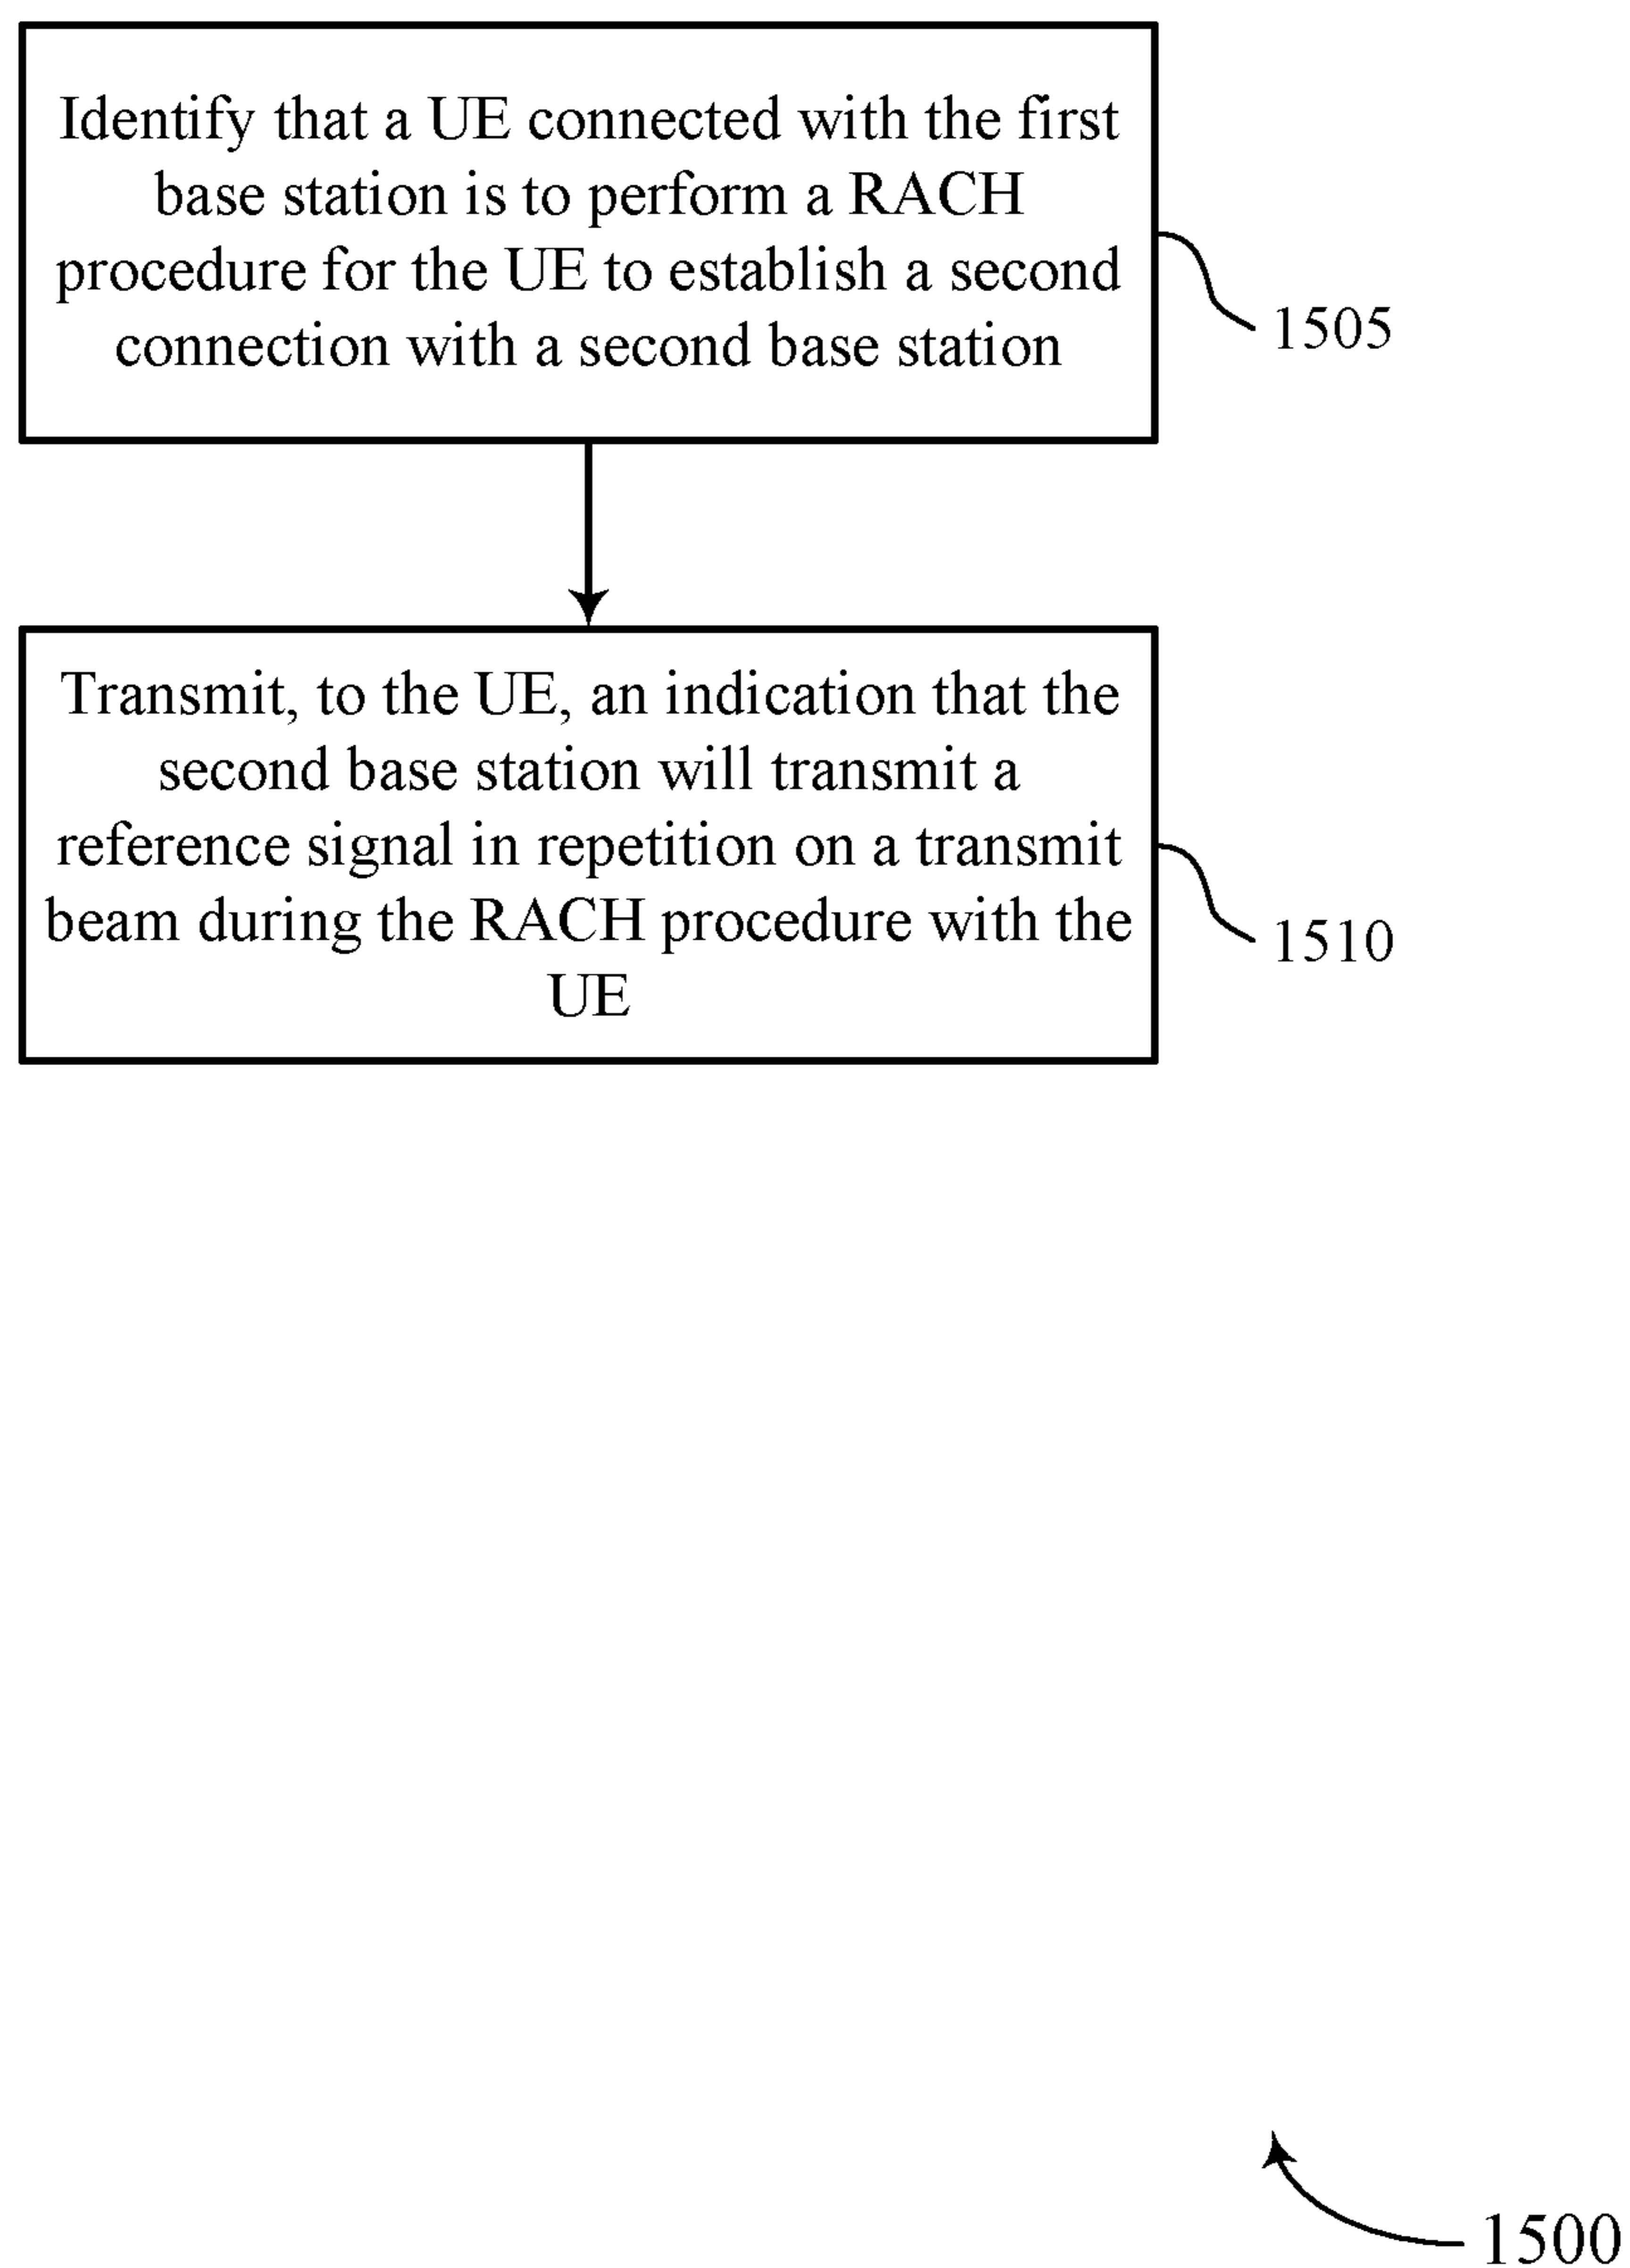 Identify that a UE connected with the first
base station is to perform a RACH
procedure for the UE to establish a second
connection with a second base station
1505
Transmit, to the UE, an indication that the
second base station will transmit a
reference signal in repetition on a transmit
beam during the RACH procedure with the
UE
1510
1500